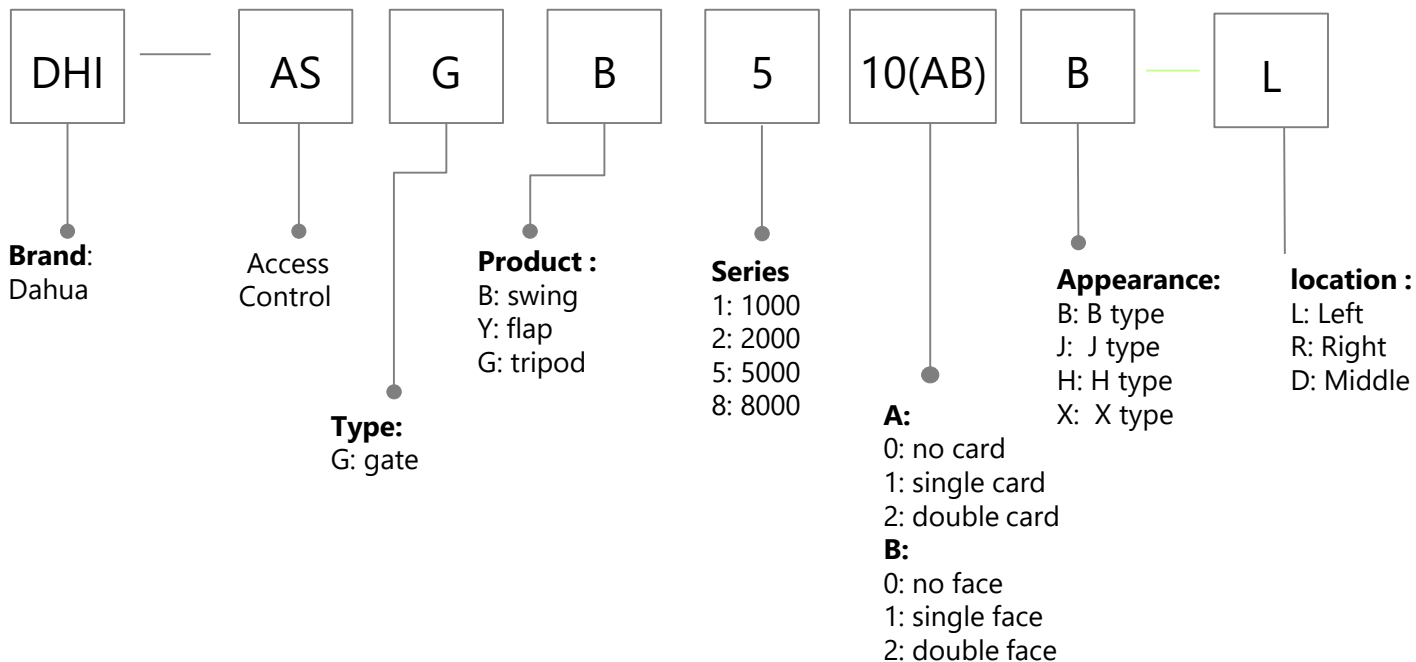 DHI AS G B 5 10(AB) B L
Brand:
Dahua
Access
Control
Type:
G: gate
Product :
B: swing
Y: flap
G: tripod
Series
1: 1000
2: 2000
5: 5000
8: 8000
A:
0: no card
1: single card
2: double card
B:
0: no face
1: single face
2: double face
Appearance:
B: B type
J: J type
H: H type
X: X type
location :
L: Left
R: Right
D: Middle